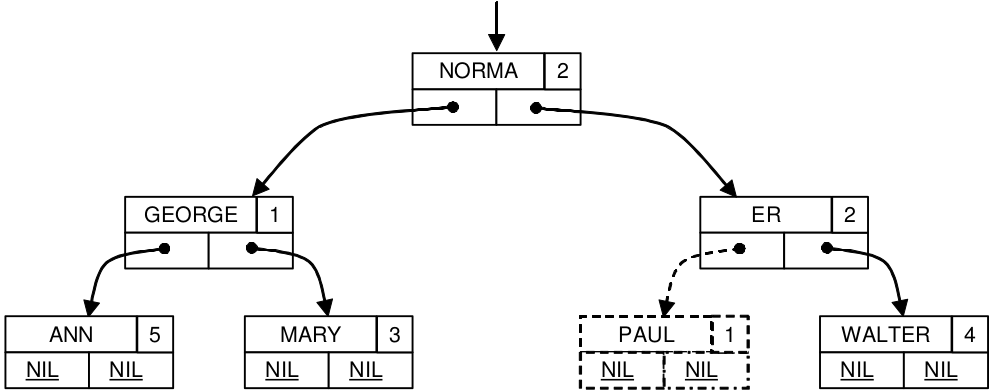 NORMA 2
GEORGE 1
ER 2
ANN 5
MARY 3
PAUL 1
WALTER 4
NIL NIL
NIL NIL
NIL NIL
NIL NIL